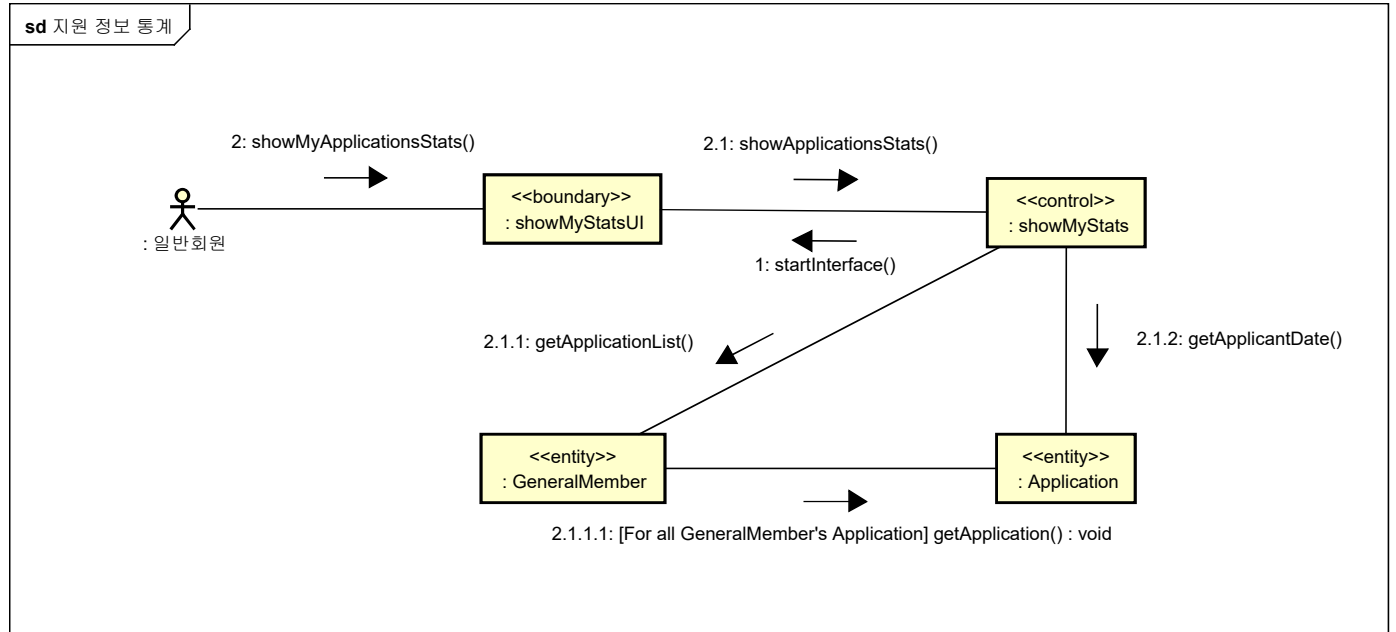 sd 지원 정보 통계
2: showMyApplicationsStats()
2.1: showApplicationsStats()
<<boundary>>
: showMyStatsUI
<<control>>
: showMyStats
: 일반회원
1: startInterface()
2.1.1: getApplicationList()
2.1.2: getApplicantDate()
<<entity>>
: GeneralMember
<<entity>>
: Application
2.1.1.1: [For all GeneralMember's Application] getApplication() : void